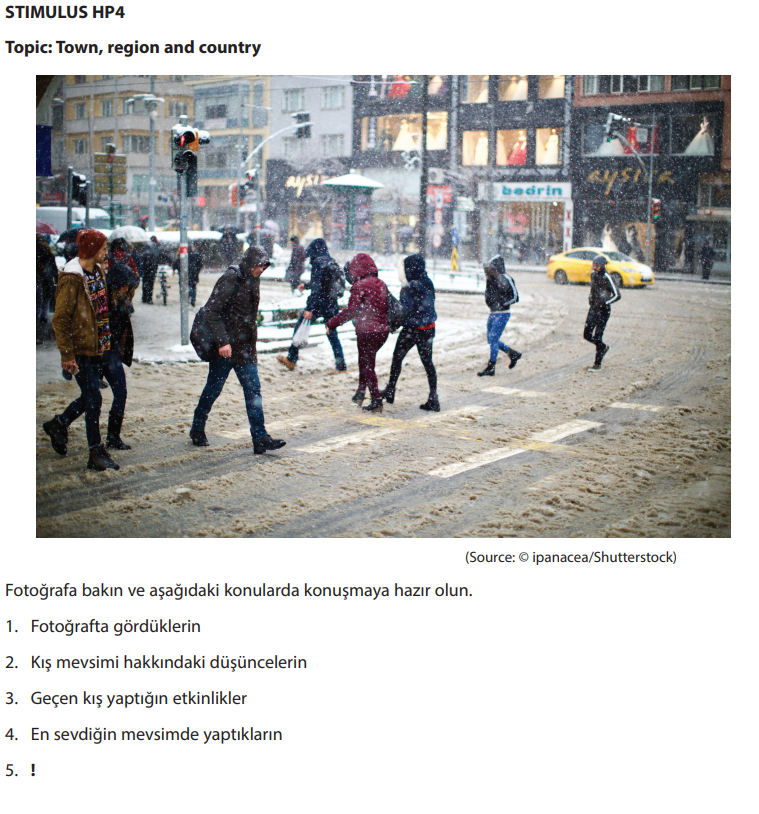 STIMULUS HP4
Topic: Town, region and country
aysira
bedrin
aysira
(Source: © ipanacea/Shutterstock)
Fotoğrafa bakın ve aşağıdaki konularda konuşmaya hazır olun.
1. Fotoğrafta gördüklerin
2. Kış mevsimi hakkındaki düşüncelerin
3. Geçen kış yaptığın etkinlikler
4. En sevdiğin mevsimde yaptıkların
5. !